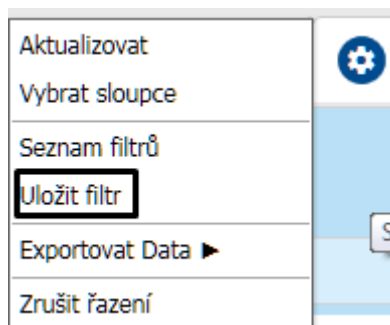 Aktualizovat
Vybrat sloupce
Seznam filtrů
Uložit filtr
Exportovat Data ►
Zrušit řazení
S